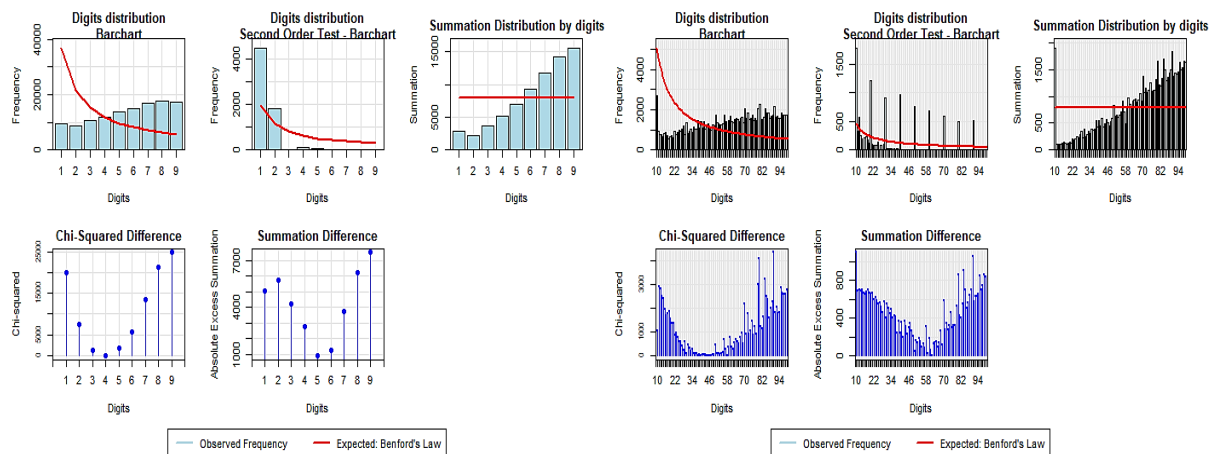 Digits distribution
Barchart
Frequency
0 10000 20000 40000
1 2 3 4 5 6 7 8 9
Digits
Digits distribution
Second Order Test - Barchart
Frequency
0 2000 4000
1 2 3 4 5 6 7 8 9
Digits
Summation Distribution by digits
Summation
0 5000 15000
1 2 3 4 5 6 7 8 9
Digits
Digits distribution
Barchart
Frequency
0 1000 2000 4000
10 22 34 46 58 70 82 94
Digits
Digits distribution
Second Order Test - Barchart
Frequency
0 500 1500
10 22 34 46 58 70 82 94
Digits
Summation Distribution by digits
Summation
0 500 1500
10 22 34 46 58 70 82 94
Digits
Chi-Squared Difference
Chi-squared
0 5000 15000 25000
1 2 3 4 5 6 7 8 9
Digits
Summation Difference
Absolute Excess Summation
1000 4000 7000
1 2 3 4 5 6 7 8 9
Digits
Chi-Squared Difference
Chi-squared
0 1000 3000
10 22 34 46 58 70 82 94
Digits
Summation Difference
Absolute Excess Summation
0 400 800
10 22 34 46 58 70 82 94
Digits
Observed Frequency Expected: Benford's Law
Observed Frequency Expected: Benford's Law